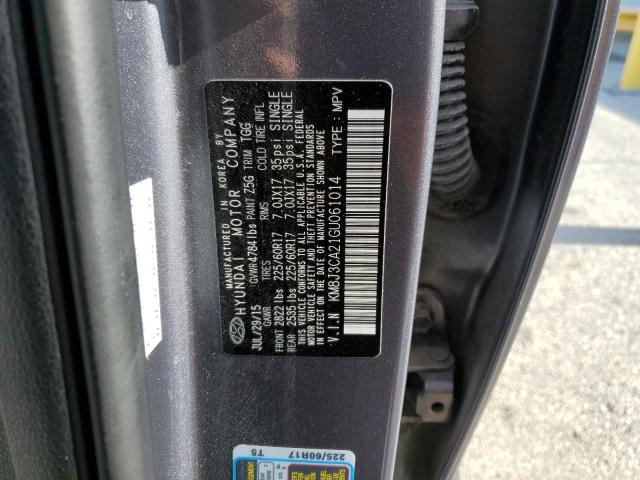 MANUFACTURED IN KOREA BY
HYUNDAI MOTOR COMPANY
JUL/29/15 GVWR 4784 lbs PAINT Z5G TRIM TGG
GAWR TIRES RIMS COLD TIRE INFL
FRONT 2822 lbs 225/60R17 7.0JX17 35psi SINGLE
REAR 2535 lbs 225/60R17 7.0JX17 35psi SINGLE
THIS VEHICLE CONFORMS TO ALL APPLICABLE U.S.A. FEDERAL
MOTOR VEHICLE SAFETY AND THEFT PREVENTION STANDARDS
IN EFFECT ON THE DATE OF MANUFACTURE SHOWN ABOVE.
V.I.N KM8J3CA21GU061014 TYPE : MPV
225/60R17
T5